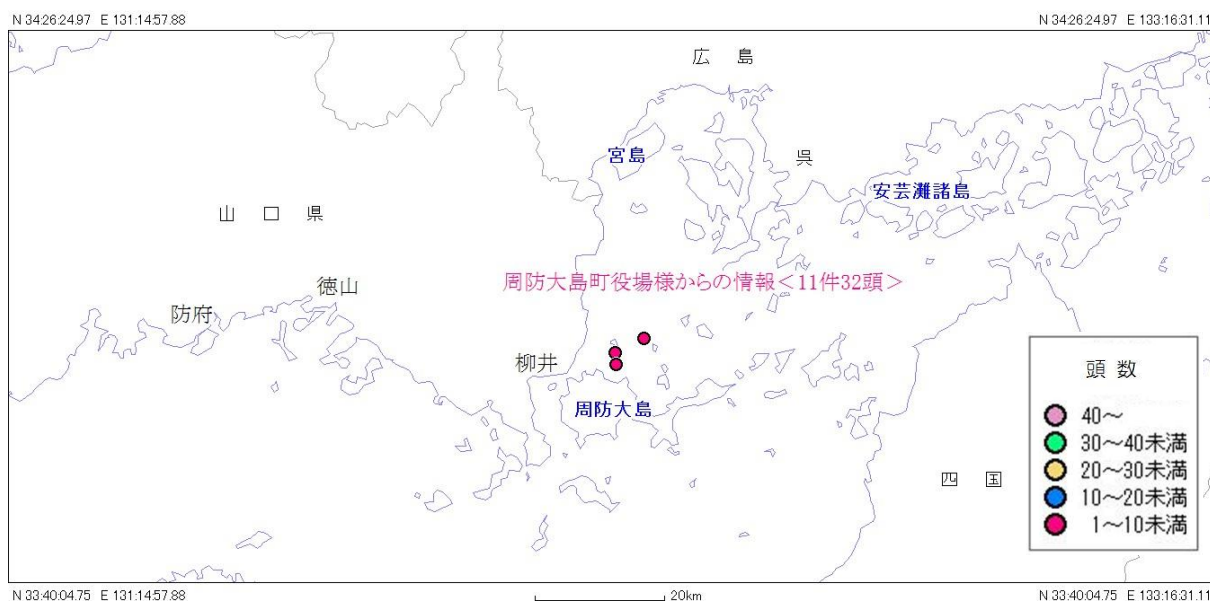 N 34:26:24.97 E 131:14:57.88
N 34:26:24.97 E 133:16:31.11
広島
宮島
呉
安芸灘諸島
山口県
周防大島町役場様からの情報<11件32頭>
徳山
防府
柳井
周防大島
四国
頭数
40~
30~40未満
20~30未満
10~20未満
1~10未満
N 33:40:04.75 E 131:14:57.88
20km
N 33:40:04.75 E 133:16:31.11